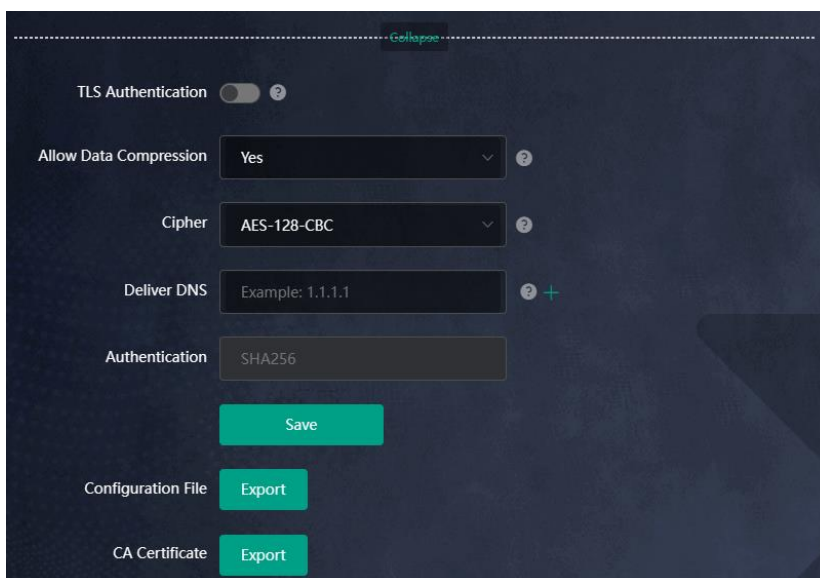 Collapse
TLS Authentication ?
Allow Data Compression Yes ?
Cipher AES-128-CBC ?
Deliver DNS Example: 1.1.1.1 ? +
Authentication SHA256
Save
Configuration File Export
CA Certificate Export